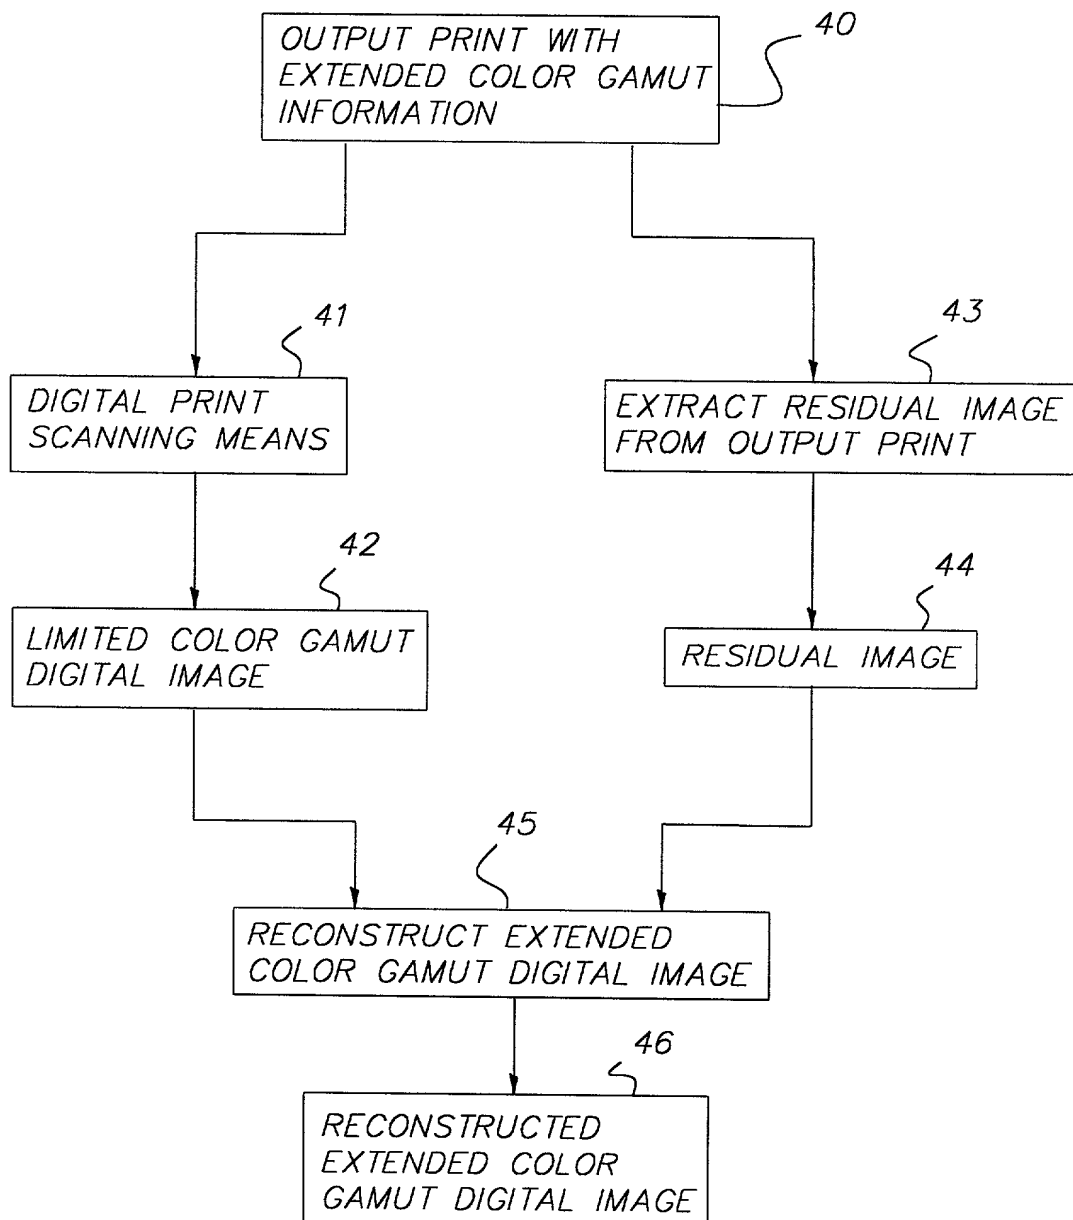 OUTPUT PRINT WITH
EXTENDED COLOR GAMUT
INFORMATION
40
41
DIGITAL PRINT
SCANNING MEANS
43
EXTRACT RESIDUAL IMAGE
FROM OUTPUT PRINT
42
LIMITED COLOR GAMUT
DIGITAL IMAGE
44
RESIDUAL IMAGE
45
RECONSTRUCT EXTENDED
COLOR GAMUT DIGITAL IMAGE
46
RECONSTRUCTED
EXTENDED COLOR
GAMUT DIGITAL IMAGE